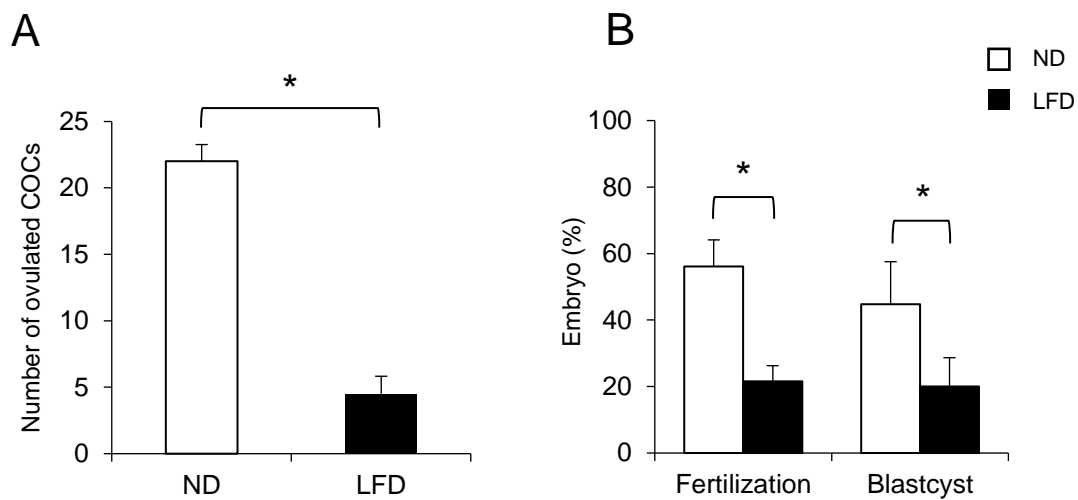 A
*
25
20
15
10
5
0
Number of ovulated COCs
ND LFD
B
ND
LFD
100
80
60
40
20
0
Embryo (%)
*
*
Fertilization Blastcyst